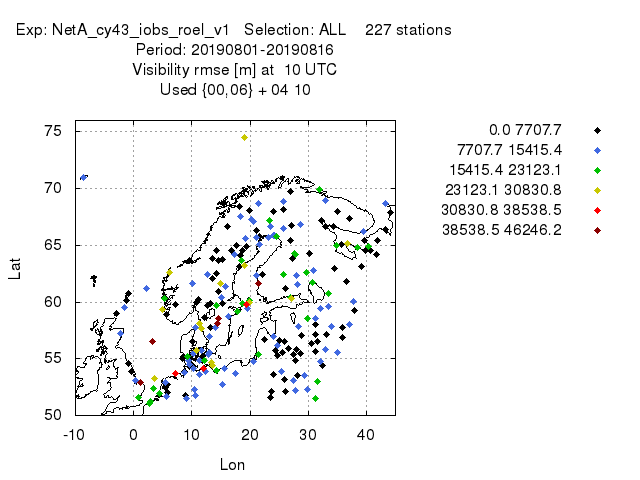 Exp: NetA_cy43_iobs_roel_v1 Selection: ALL 227 stations
Period: 20190801-20190816
Visibility rmse [m] at 10 UTC
Used {00,06} + 04 10
0.0 7707.7
7707.7 15415.4
15415.4 23123.1
23123.1 30830.8
30830.8 38538.5
38538.5 46246.2
75
70
65
60
55
50
Lat
-10 0 10 20 30 40
Lon